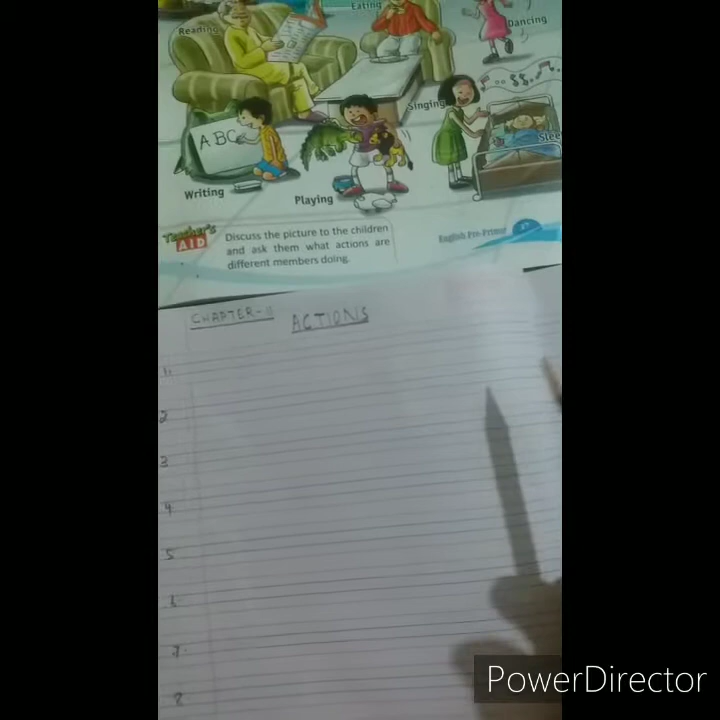 Eating
Reading
Dancing
Singing
ABC
Slee
Writing
Playing
Teacher's
AID
Discuss the picture to the children
and ask them what actions are
different members doing.
English Pre-Primer
37
CHAPTER-11 ACTIONS
1.
2
3
4
5
6
7.
8
PowerDirector